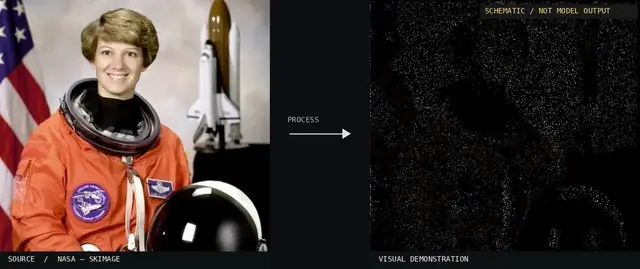 SCHEMATIC / NOT MODEL OUTPUT
PROCESS
SOURCE / NASA — SKIMAGE
VISUAL DEMONSTRATION